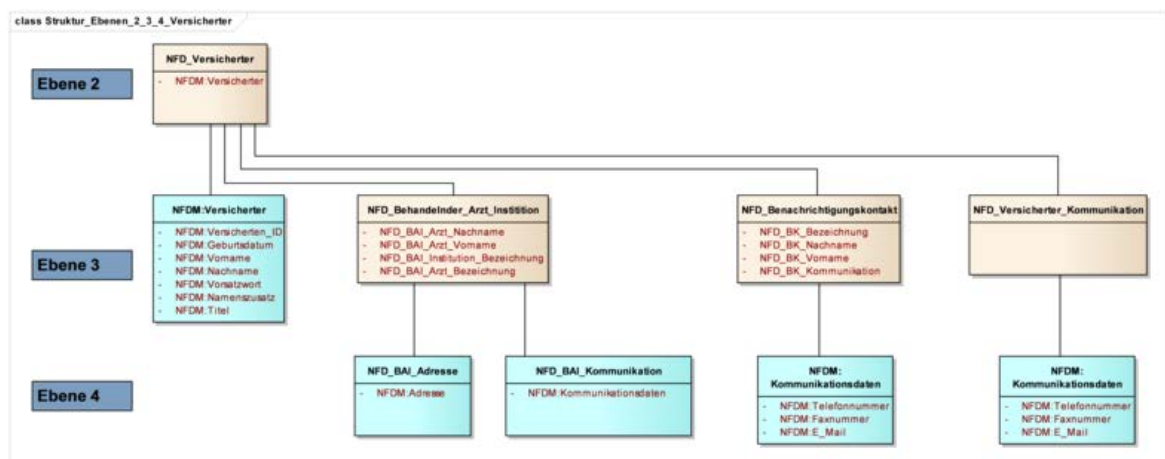 class Struktur_Ebenen_2_3_4_Versicherter
Ebene 2
NFD_Versicherter
- NFDM:Versicherter
Ebene 3
NFDM:Versicherter
- NFDM:Versicherten_ID
- NFDM:Geburtsdatum
- NFDM:Vorname
- NFDM:Nachname
- NFDM:Vorsatzwort
- NFDM:Namenszusatz
- NFDM:Titel
NFD_Behandelnder_Arzt_Institition
- NFD_BAI_Arzt_Nachname
- NFD_BAI_Arzt_Vorname
- NFD_BAI_Institution_Bezeichnung
- NFD_BAI_Arzt_Bezeichnung
NFD_Benachrichtigungskontakt
- NFD_BK_Bezeichnung
- NFD_BK_Nachname
- NFD_BK_Vorname
- NFD_BK_Kommunikation
NFD_Versicherter_Kommunikation
Ebene 4
NFD_BAI_Adresse
- NFDM:Adresse
NFD_BAI_Kommunikation
- NFDM:Kommunikationsdaten
NFDM:
Kommunikationsdaten
- NFDM:Telefonnummer
- NFDM:Faxnummer
- NFDM:E_Mail
NFDM:
Kommunikationsdaten
- NFDM:Telefonnummer
- NFDM:Faxnummer
- NFDM:E_Mail